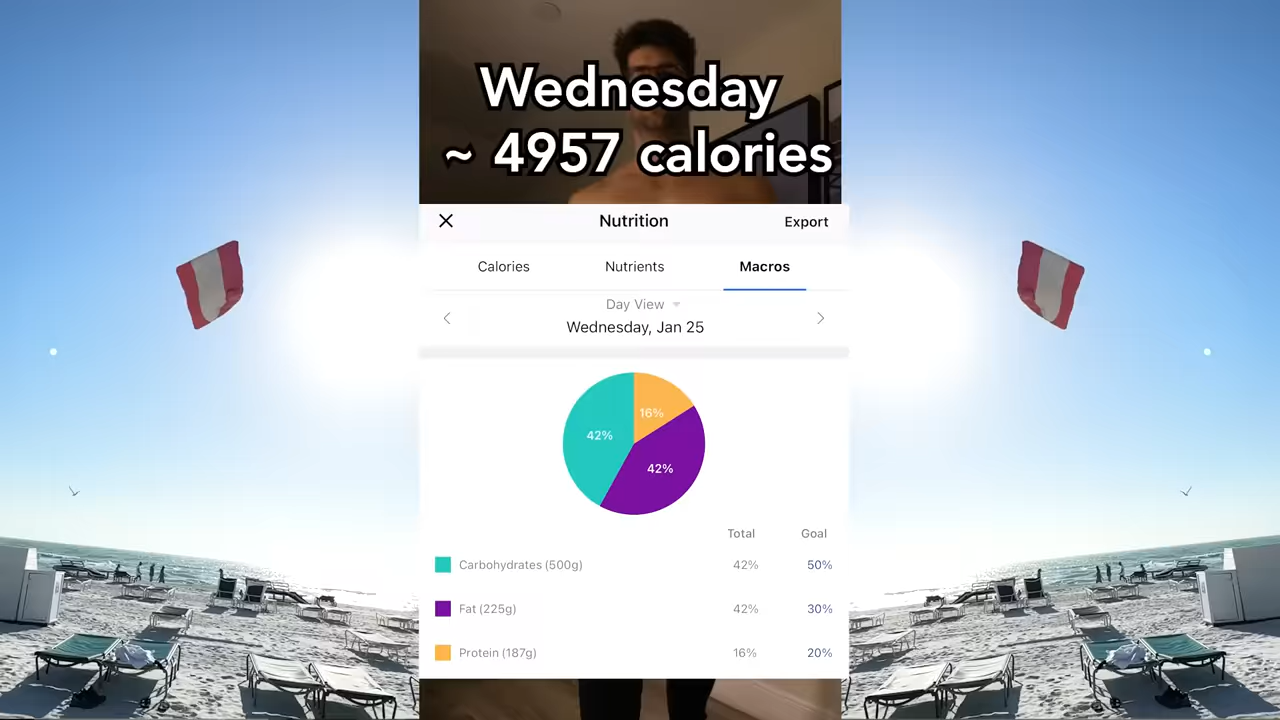 Wednesday
~ 4957 calories
Nutrition
Export
Calories
Nutrients
Macros
Day View
Wednesday, Jan 25
16%
42%
42%
Total
Goal
Carbohydrates (500g)
42%
50%
Fat (225g)
42%
30%
Protein (187g)
16%
20%